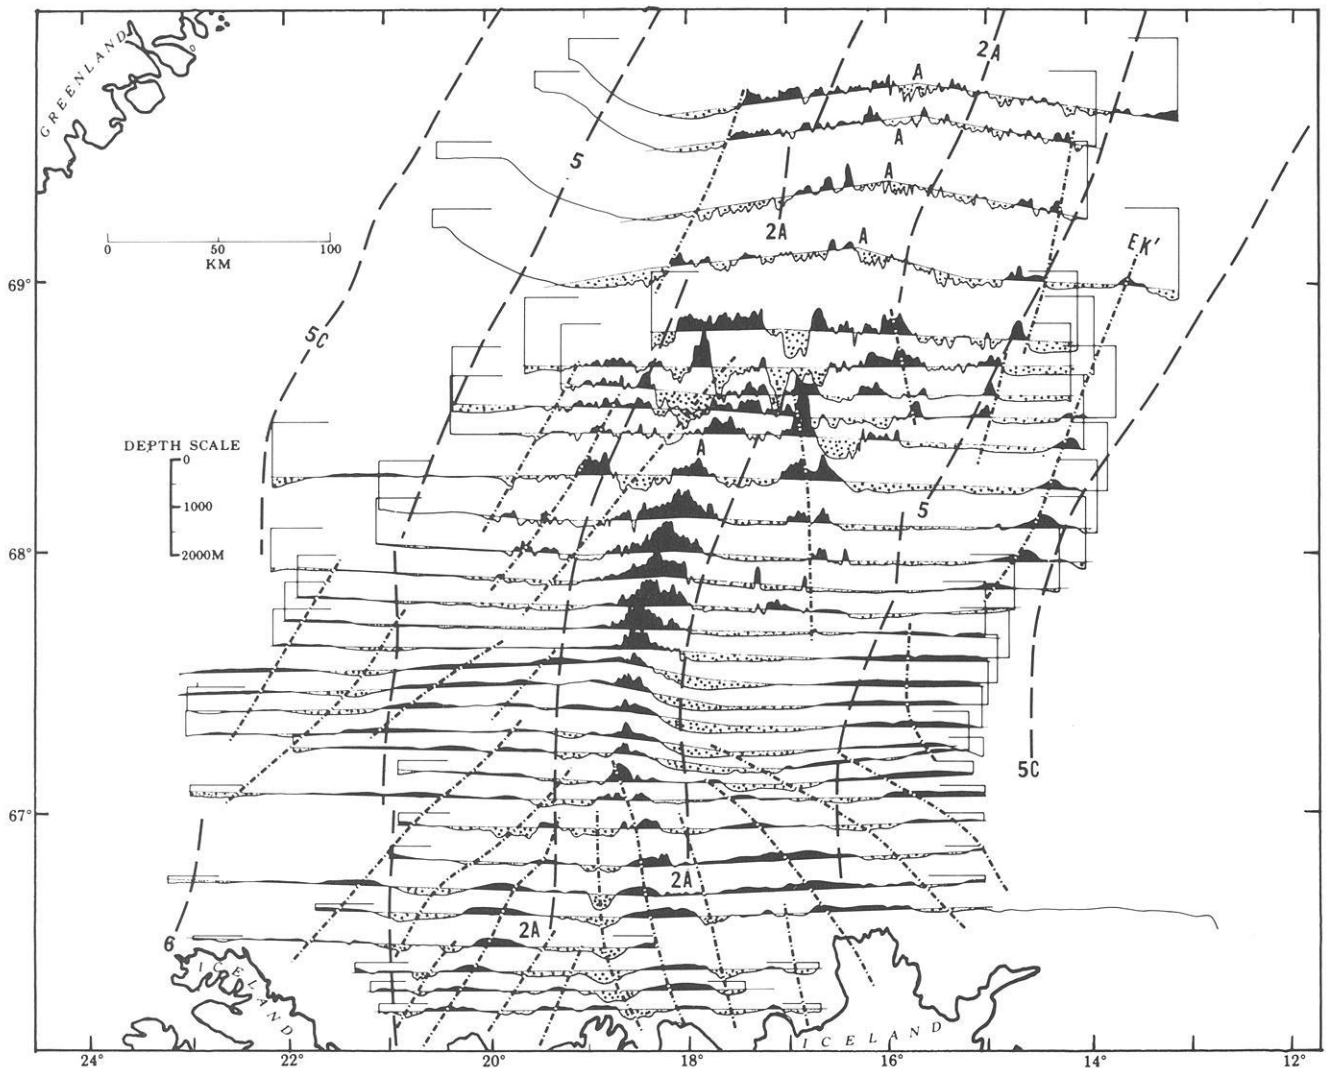 GREENLAND
2A
A
A
5
A
2A
A
EK'
0 50 100
KM
69°
5C
DEPTH SCALE
0
1000
2000M
A
5
68°
5C
67°
2A
2A
6
ICELAND
ICELAND
24° 22° 20° 18° 16° 14° 12°